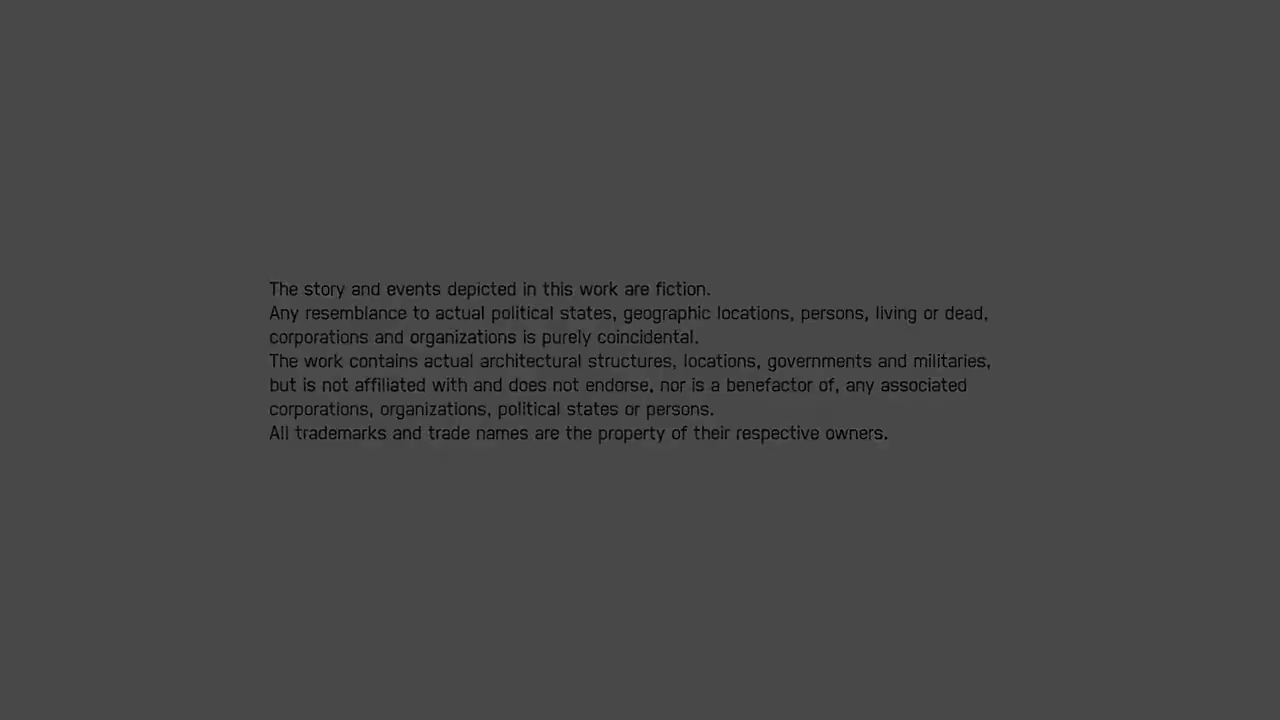 The story and events depicted in this work are fiction.
Any resemblance to actual political states, geographic locations, persons, living or dead,
corporations and organizations is purely coincidental.
The work contains actual architectural structures, locations, governments and militaries,
but is not affiliated with and does not endorse, nor is a benefactor of, any associated
corporations, organizations, political states or persons.
All trademarks and trade names are the property of their respective owners.